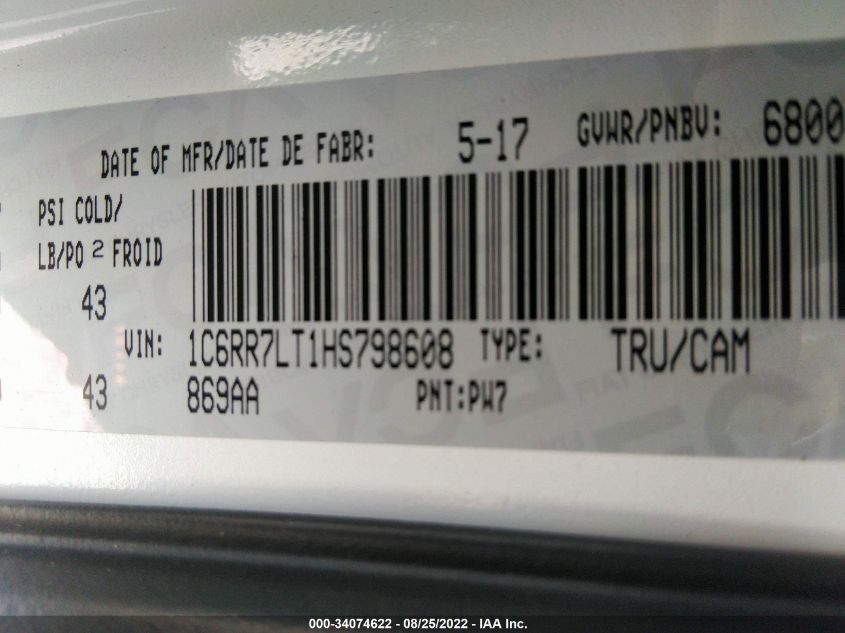 DATE OF MFR/DATE DE FABR: 5-17 GVWR/PNBV: 6800
PSI COLD/
LB/PO 2 FROID
43
VIN: 1C6RR7LT1HS798608 TYPE: TRU/CAM
43 869AA PNT:PW7
000-34074622 - 08/25/2022 - IAA Inc.